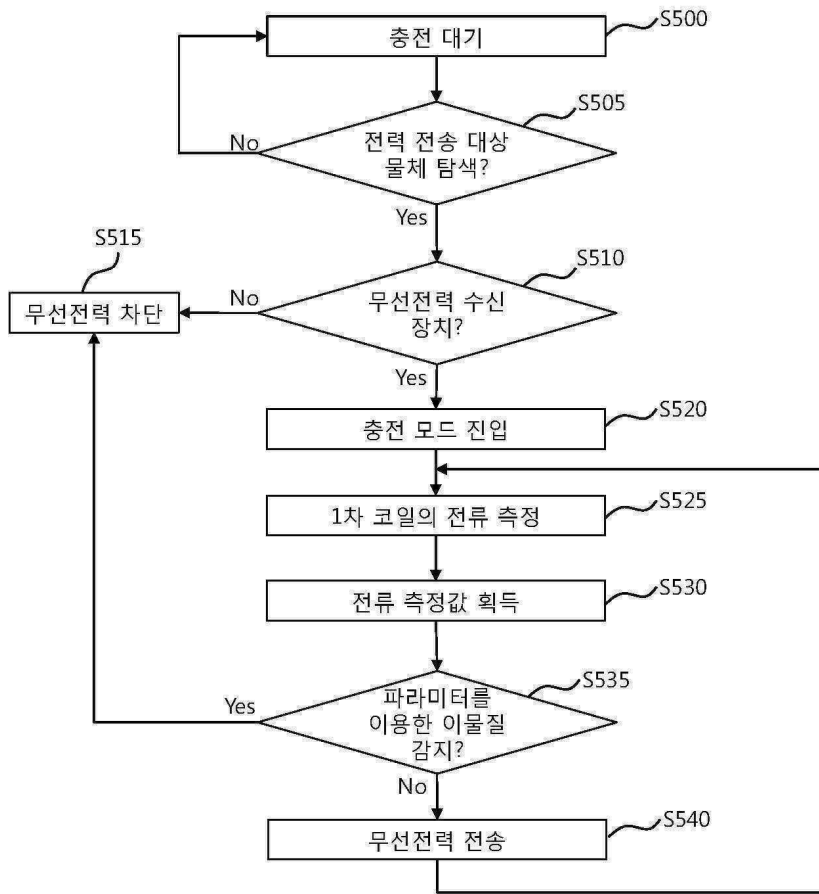 충전 대기
S500
S505
전력 전송 대상
물체 탐색?
No
Yes
S515
S510
무선전력 차단
No
무선전력 수신
장치?
Yes
충전 모드 진입
S520
1차 코일의 전류 측정
S525
전류 측정값 획득
S530
S535
Yes
파라미터를
이용한 이물질
감지?
No
무선전력 전송
S540